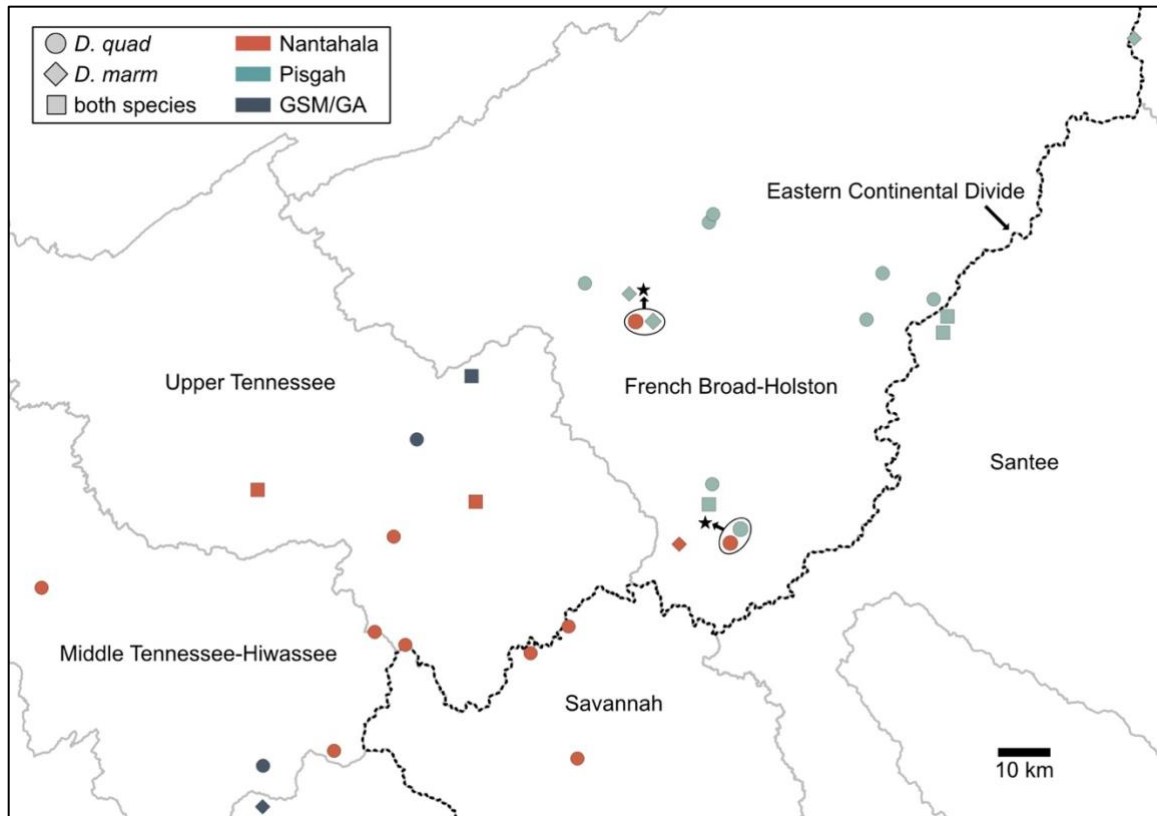 D. quad
D. marm
both species
Nantahala
Pisgah
GSM/GA
Eastern Continental Divide
Upper Tennessee
French Broad-Holston
Santee
Middle Tennessee-Hiwassee
Savannah
10 km